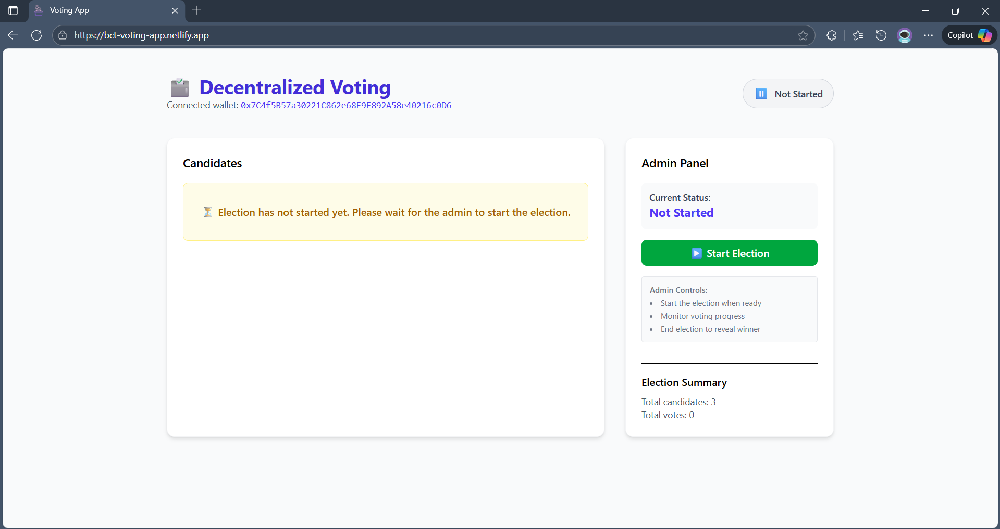 Voting App
https://bct-voting-app.netlify.app
Copilot
Decentralized Voting
Connected wallet: 0x7C4f5B57a30221C862e68F9F892A58e40216c0D6
Not Started
Candidates
Election has not started yet. Please wait for the admin to start the election.
Admin Panel
Current Status:
Not Started
Start Election
Admin Controls:
Start the election when ready
Monitor voting progress
End election to reveal winner
Election Summary
Total candidates: 3
Total votes: 0